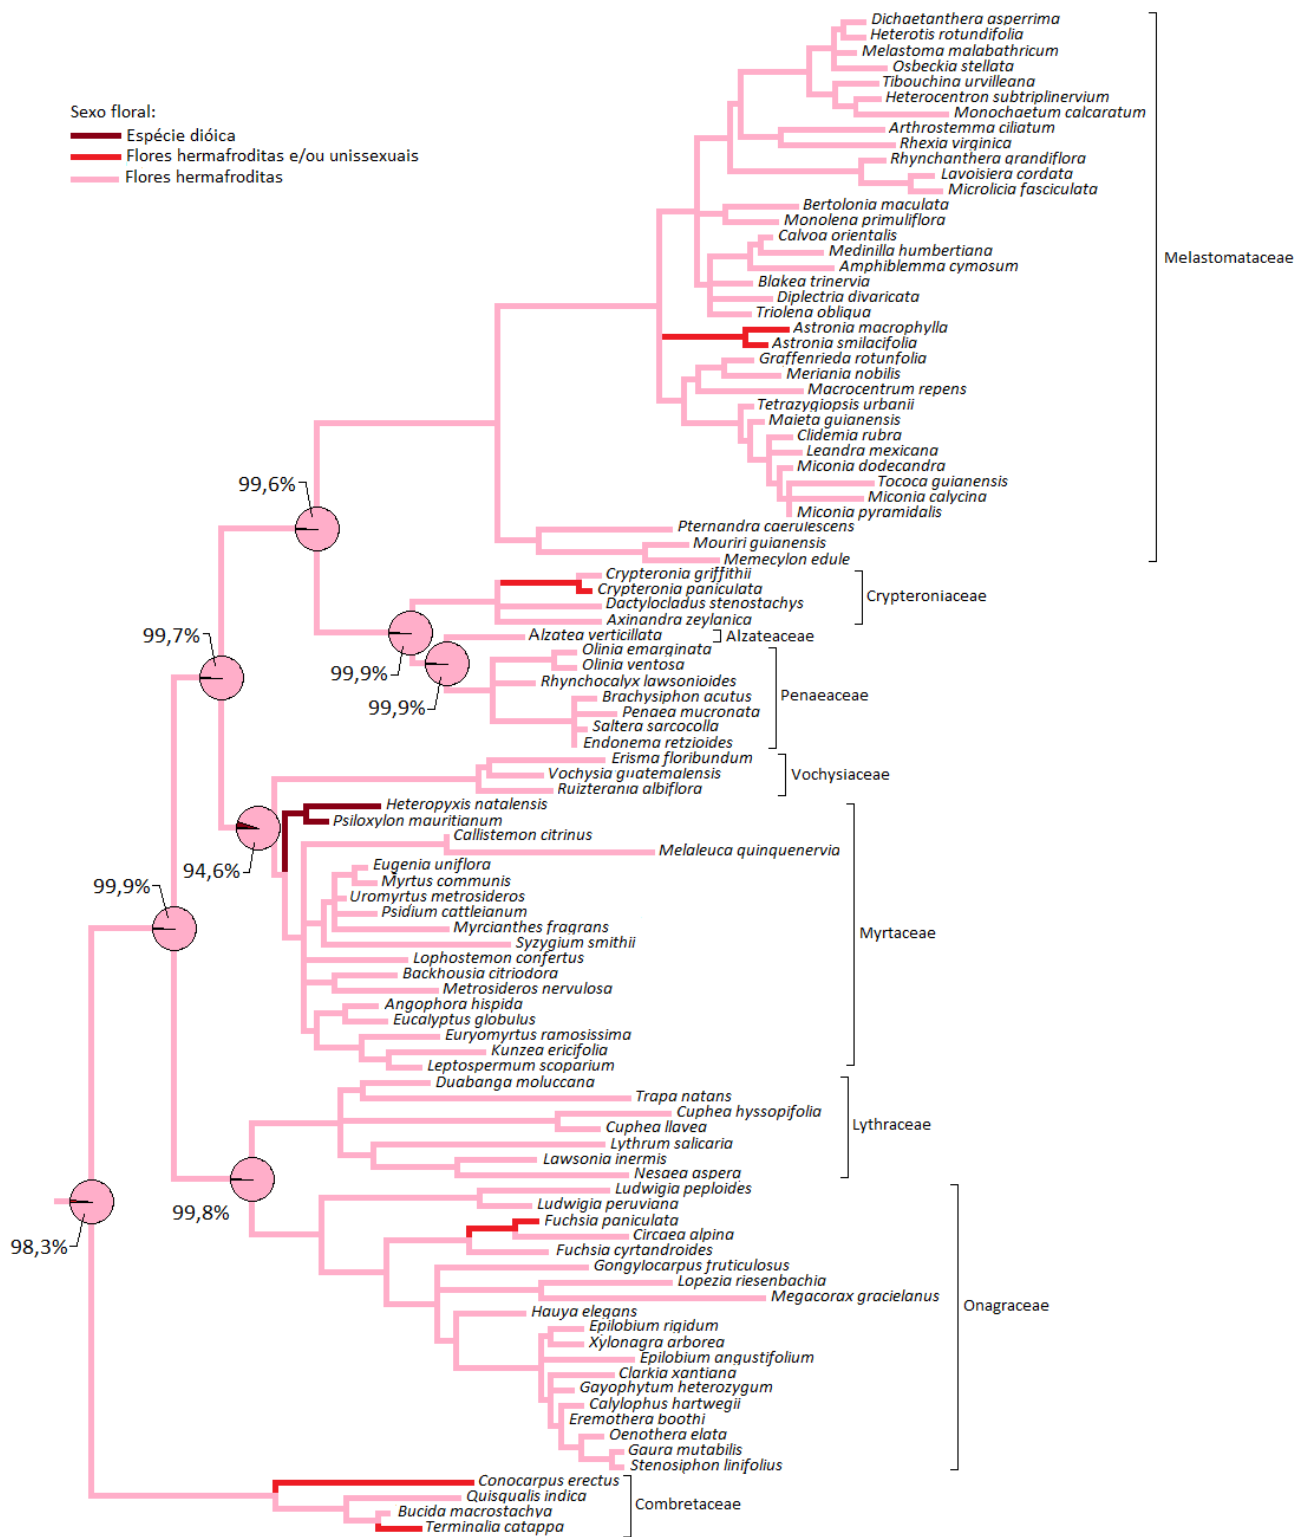 Sexo floral:
Espécie dióica
Flores hermafroditas e/ou unissexuais
Flores hermafroditas
Dichaetanthera asperrima
Heterotis rotundifolia
Melastoma malabathricum
Osbeckia stellata
Tibouchina urvilleana
Heterocentron subtriplinervium
Monochaetum calcaratum
Arthrostemma ciliatum
Rhexia virginica
Rhynchanthera grandiflora
Lavoisiera cordata
Microlicia fasciculata
Bertolonia maculata
Monolena primuliflora
Calvoa orientalis
Medinilla humbertiana
Amphiblemma cymosum
Blakea trinervia
Diplectria divaricata
Triolena obliqua
Astronia macrophylla
Astronia smilacifolia
Graffenrieda rotunfolia
Meriania nobilis
Macrocentrum repens
Tetrazygiopsis urbanii
Maieta guianensis
Clidemia rubra
Leandra mexicana
Miconia dodecandra
Tococa guianensis
Miconia calycina
Miconia pyramidalis
Pternandra caerulescens
Mouriri guianensis
Memecylon edule
Melastomataceae
Crypteronia griffithii
Crypteronia paniculata
Dactylocladus stenostachys
Axinandra zeylanica
Crypteroniaceae
Alzatea verticillata
Alzateaceae
Olinia emarginata
Olinia ventosa
Rhynchocalyx lawsonioides
Brachysiphon acutus
Penaea mucronata
Saltera sarcocolla
Endonema retzioides
Penaeaceae
Erisma floribundum
Vochysia guatemalensis
Ruizterania albiflora
Vochysiaceae
Heteropyxis natalensis
Psiloxylon mauritianum
Callistemon citrinus
Melaleuca quinquenervia
Eugenia uniflora
Myrtus communis
Uromyrtus metrosideros
Psidium cattleianum
Myrcianthes fragrans
Syzygium smithii
Lophostemon confertus
Backhousia citriodora
Metrosideros nervulosa
Angophora hispida
Eucalyptus globulus
Euryomyrtus ramosissima
Kunzea ericifolia
Leptospermum scoparium
Myrtaceae
Duabanga moluccana
Trapa natans
Cuphea hyssopifolia
Cuphea llavea
Lythrum salicaria
Lawsonia inermis
Nesaea aspera
Lythraceae
Ludwigia peploides
Ludwigia peruviana
Fuchsia paniculata
Circaea alpina
Fuchsia cyrtandroides
Gongylocarpus fruticulosus
Lopezia riesenbachia
Megacorax gracielanus
Hauya elegans
Epilobium rigidum
Xylonagra arborea
Epilobium angustifolium
Clarkia xantiana
Gayophytum heterozygum
Calylophus hartwegii
Eremothera boothi
Oenothera elata
Gaura mutabilis
Stenosiphon linifolius
Onagraceae
Conocarpus erectus
Quisqualis indica
Bucida macrostachya
Terminalia catappa
Combretaceae
99,6%
99,7%
99,9%
99,9%
94,6%
99,9%
99,8%
98,3%